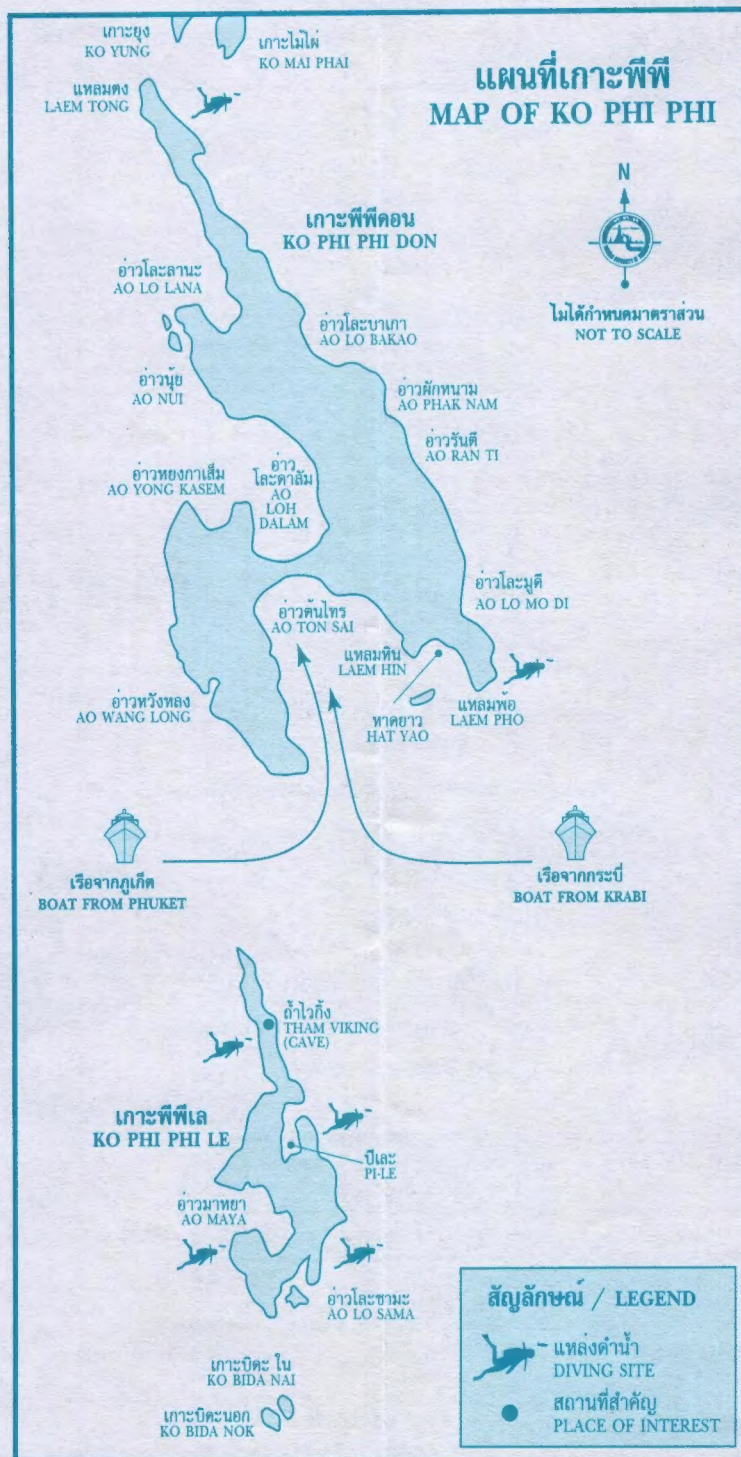 เกาะยุง
KO YUNG
เกาะไม้ไผ่
KO MAI PHAI
แผนที่เกาะพีพี
MAP OF KO PHI PHI
แหลมตง
LAEM TONG
N
เกาะพีพีดอน
KO PHI PHI DON
อ่าวโละลานะ
AO LO LANA
ไม่ได้กำหนดมาตราส่วน
NOT TO SCALE
อ่าวโละบาเกา
AO LO BAKAO
อ่าวนุ้ย
AO NUI
อ่าวผักหนาม
AO PHAK NAM
อ่าวรันตี
AO RAN TI
อ่าวหยงกาเส็ม
AO YONG KASEM
อ่าว
โละดาลัม
AO
LOH
DALAM
อ่าวโละมูดี
AO LO MO DI
อ่าวต้นไทร
AO TON SAI
แหลมหิน
LAEM HIN
แหลมพ้อ
LAEM PHO
หาดยาว
HAT YAO
อ่าวหวังหลง
AO WANG LONG
เรือจากภูเก็ต
BOAT FROM PHUKET
เรือจากกระบี่
BOAT FROM KRABI
ถ้ำไวกิ้ง
THAM VIKING
(CAVE)
เกาะพีพีเล
KO PHI PHI LE
ปิเละ
PI-LE
อ่าวมาหยา
AO MAYA
อ่าวโละซามะ
AO LO SAMA
เกาะบิดะ ใน
KO BIDA NAI
เกาะบิดะนอก
KO BIDA NOK
สัญลักษณ์ / LEGEND
แหล่งดำน้ำ
DIVING SITE
สถานที่สำคัญ
PLACE OF INTEREST